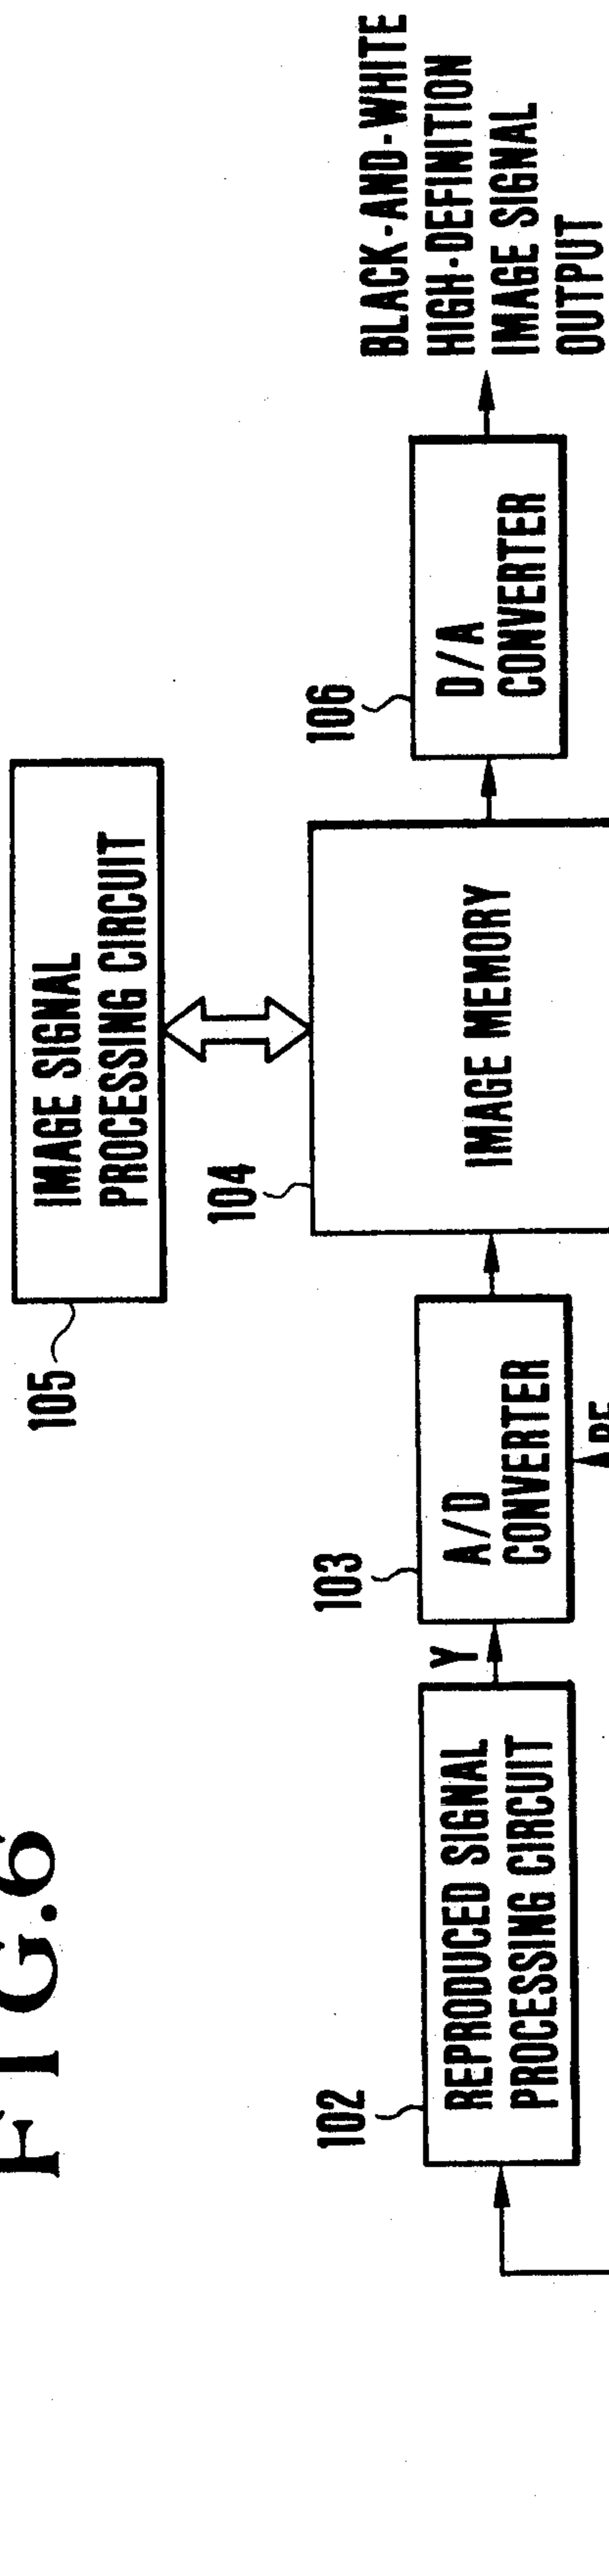 FIG.6
105
IMAGE SIGNAL
PROCESSING CIRCUIT
102
REPRODUCED SIGNAL
PROCESSING CIRCUIT
Y
103
A/D
CONVERTER
104
IMAGE MEMORY
106
D/A
CONVERTER
BLACK-AND-WHITE
HIGH-DEFINITION
IMAGE SIGNAL
OUTPUT